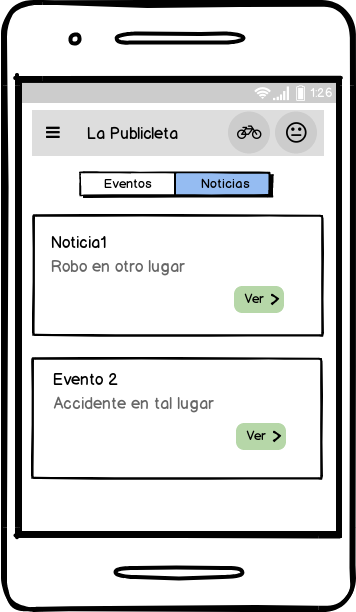 1:26
La Publicleta
Eventos Noticias
Noticia1
Robo en otro lugar
Ver
Evento 2
Accidente en tal lugar
Ver